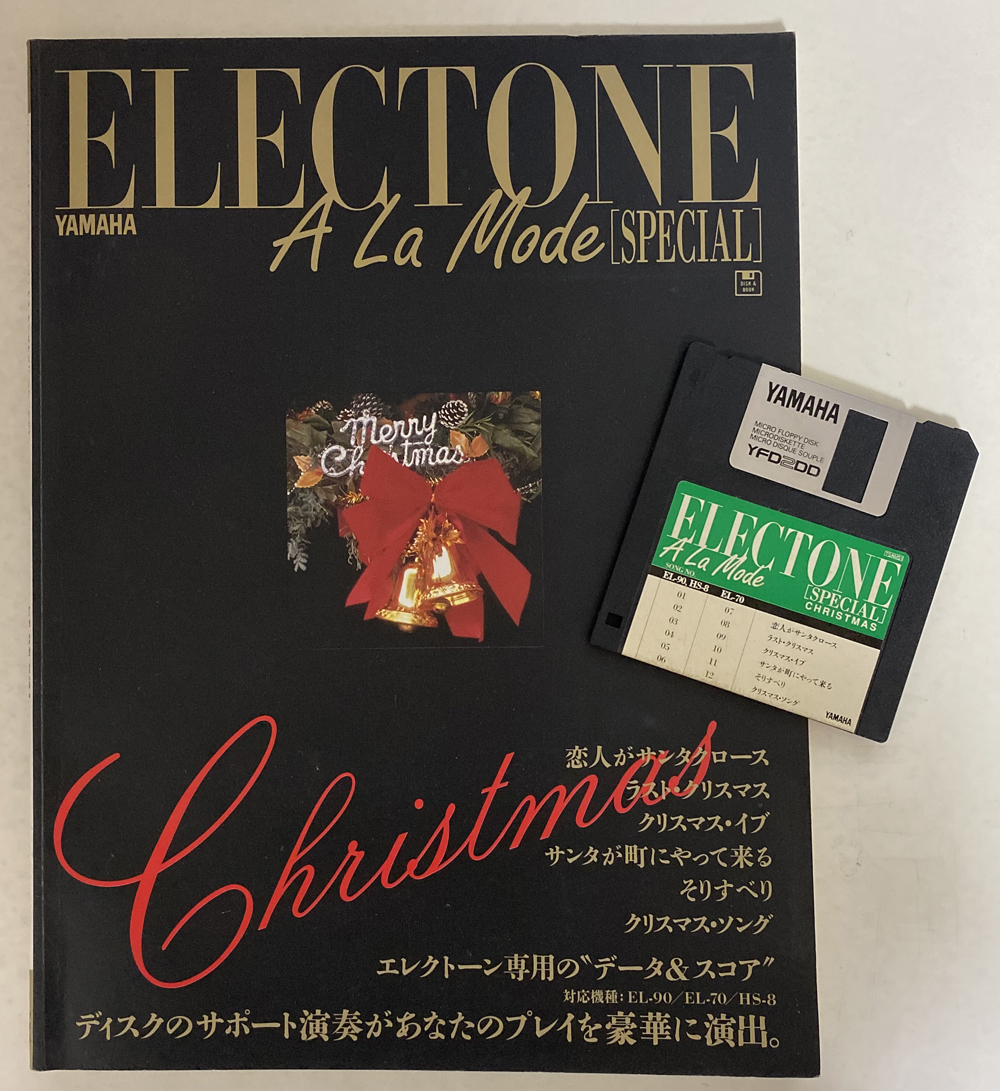 ELECTONE
YAMAHA
A La Mode [SPECIAL]
DISK &
BOOK
Merry
Christmas
Christmas
恋人がサンタクロース
ラスト・クリスマス
クリスマス・イブ
サンタが町にやって来る
そりすべり
クリスマス・ソング
エレクトーン専用の〝データ&スコア〟
対応機種：EL-90／EL-70／HS-8
ディスクのサポート演奏があなたのプレイを豪華に演出。
YAMAHA
MICRO FLOPPY DISK
MICRODISKETTE
MICRO DISQUE SOUPLE
YFD2DD
ELECTONE
A La Mode
[SPECIAL]
CHRISTMAS
SONG NO.
EL-90, HS-8 EL-70
01 07 恋人がサンタクロース
02 08 ラスト・クリスマス
03 09 クリスマス・イブ
04 10 サンタが町にやって来る
05 11 そりすべり
06 12 クリスマス・ソング
YAMAHA